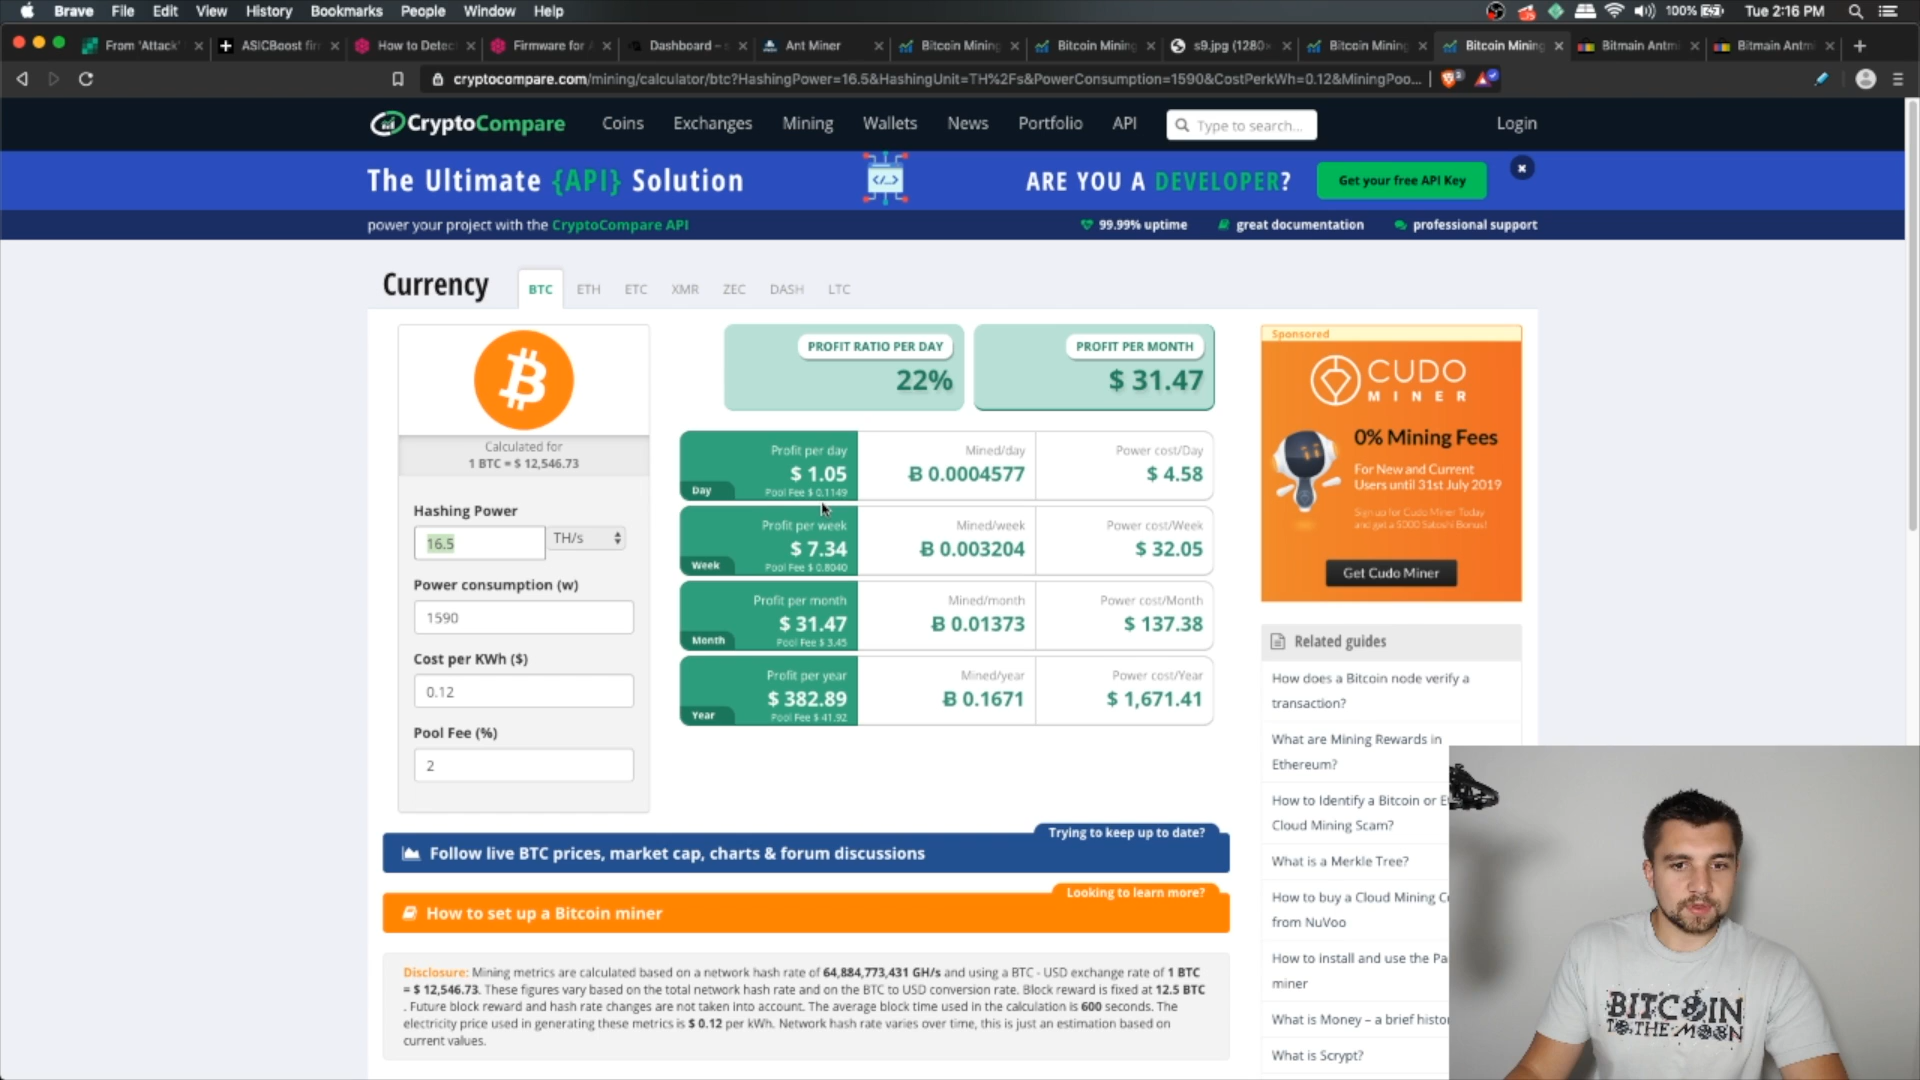 Brave File Edit View History Bookmarks People Window Help 100% Tue 2:16 PM
From 'Attack' ASICBoost fir How to Detec Firmware for Dashboard – Ant Miner Bitcoin Mining Bitcoin Mining s9.jpg (1280× Bitcoin Mining Bitcoin Mining Bitmain Antm Bitmain Antm
cryptocompare.com/mining/calculator/btc?HashingPower=16.5&HashingUnit=TH%2Fs&PowerConsumption=1590&CostPerkWh=0.12&MiningPoo...
CryptoCompare Coins Exchanges Mining Wallets News Portfolio API Type to search... Login
The Ultimate {API} Solution
ARE YOU A DEVELOPER?
Get your free API Key
power your project with the CryptoCompare API
99.99% uptime great documentation professional support
Currency BTC ETH ETC XMR ZEC DASH LTC
Calculated for
1 BTC = $ 12,546.73
Hashing Power
16.5 TH/s
Power consumption (w)
1590
Cost per KWh ($)
0.12
Pool Fee (%)
2
PROFIT RATIO PER DAY
22%
PROFIT PER MONTH
$ 31.47
Profit per day Mined/day Power cost/Day
$ 1.05 Ƀ 0.0004577 $ 4.58
Day Pool Fee $ 0.1149
Profit per week Mined/week Power cost/Week
$ 7.34 Ƀ 0.003204 $ 32.05
Week Pool Fee $ 0.8040
Profit per month Mined/month Power cost/Month
$ 31.47 Ƀ 0.01373 $ 137.38
Month Pool Fee $ 3.45
Profit per year Mined/year Power cost/Year
$ 382.89 Ƀ 0.1671 $ 1,671.41
Year Pool Fee $ 41.92
Trying to keep up to date?
Follow live BTC prices, market cap, charts & forum discussions
Looking to learn more?
How to set up a Bitcoin miner
Disclosure: Mining metrics are calculated based on a network hash rate of 64,884,773,431 GH/s and using a BTC - USD exchange rate of 1 BTC
= $ 12,546.73. These figures vary based on the total network hash rate and on the BTC to USD conversion rate. Block reward is fixed at 12.5 BTC
. Future block reward and hash rate changes are not taken into account. The average block time used in the calculation is 600 seconds. The
electricity price used in generating these metrics is $ 0.12 per kWh. Network hash rate varies over time, this is just an estimation based on
current values.
Sponsored
CUDO
MINER
0% Mining Fees
For New and Current
Users until 31st July 2019
Sign up for Cudo Miner Today
and get a 5000 Satoshi Bonus!
Get Cudo Miner
Related guides
How does a Bitcoin node verify a
transaction?
What are Mining Rewards in
Ethereum?
How to Identify a Bitcoin or E
Cloud Mining Scam?
What is a Merkle Tree?
How to buy a Cloud Mining C
from NuVoo
How to install and use the Pa
miner
What is Money – a brief histo
What is Scrypt?
BITCOIN
TO THE MOON